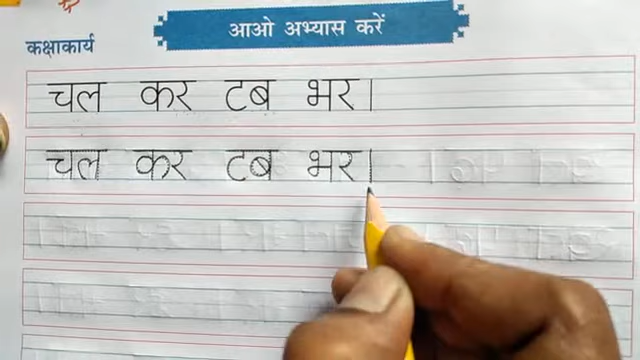 आओ अभ्यास करें
कक्षाकार्य
चल कर टब भर।
चल कर टब भर।